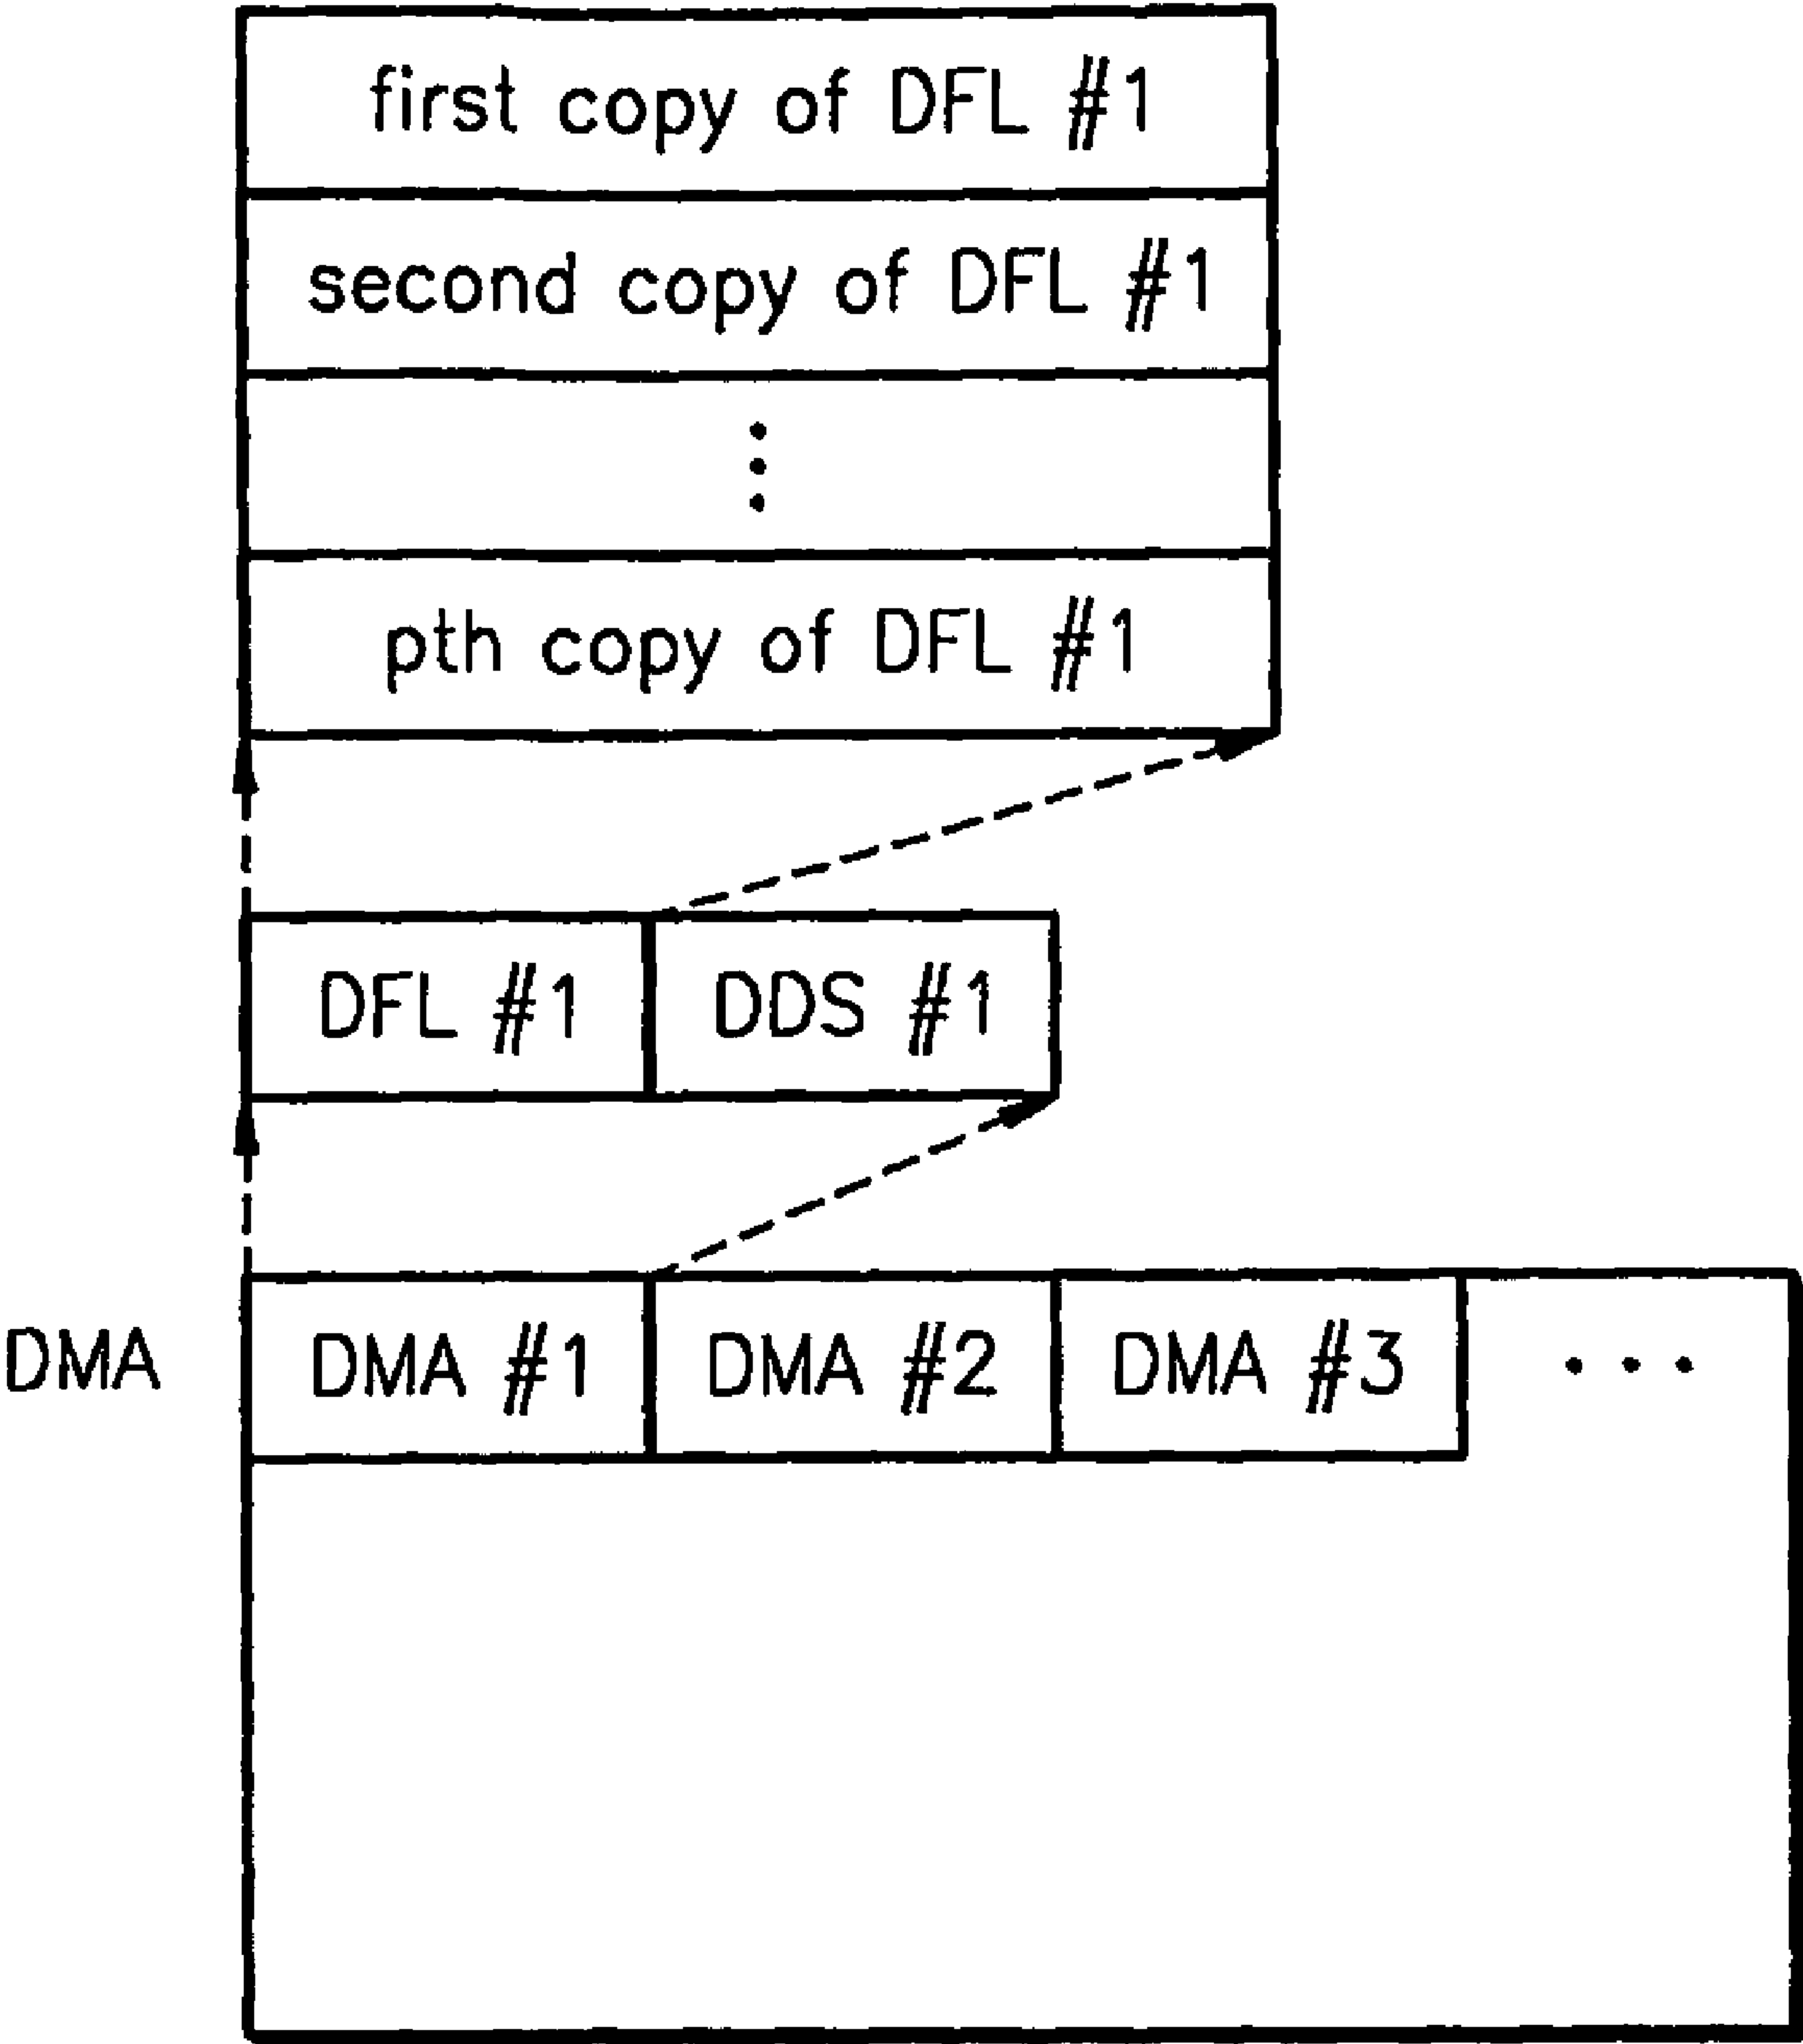 first copy of DFL #1
second copy of DFL #1
pth copy of DFL #1
DFL #1 DDS #1
DMA DMA #1 DMA #2 DMA #3 • • •